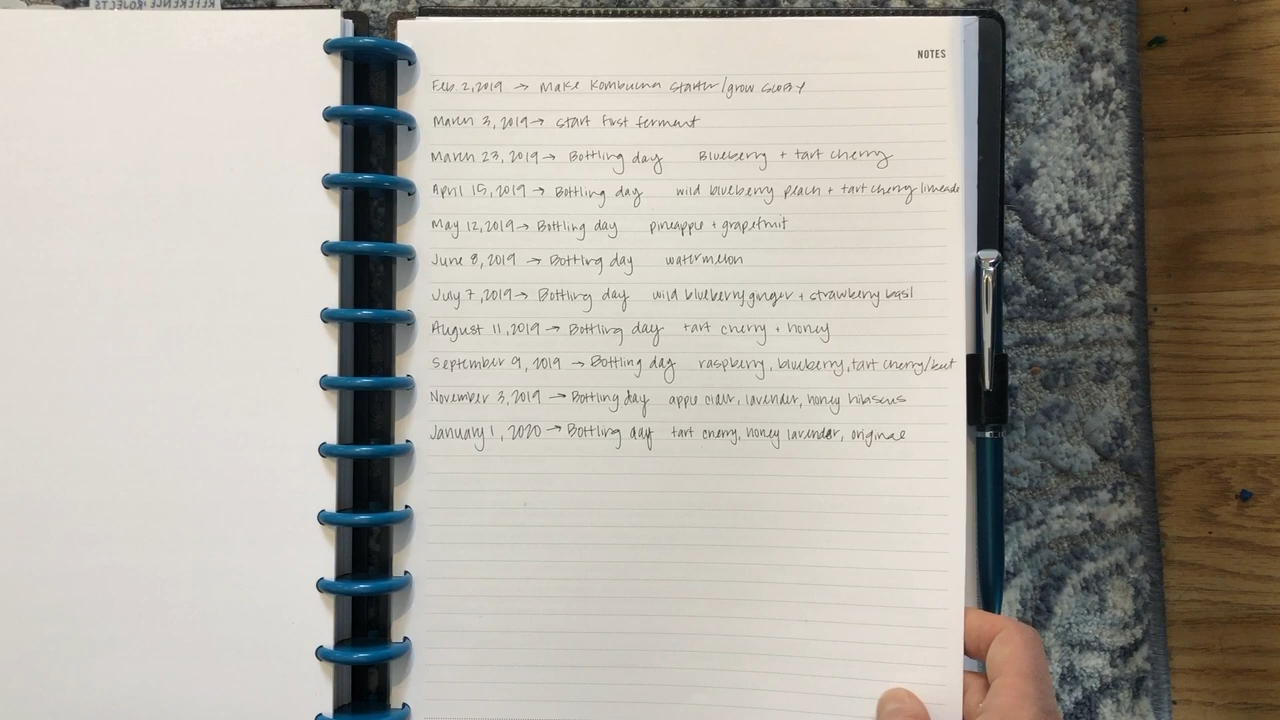 REFERENCE
PROJECTS
NOTES
Feb. 2, 2019 → Make Kombucha starter/grow SCOBY
March 3, 2019 → start first ferment
March 23, 2019 → Bottling day Blueberry + tart cherry
April 15, 2019 → Bottling day wild blueberry peach + tart cherry limeade
May 12, 2019 → Bottling day pineapple + grapefruit
June 8, 2019 → Bottling day watermelon
July 7, 2019 → Bottling day wild blueberry ginger + strawberry basil
August 11, 2019 → Bottling day tart cherry + honey
September 9, 2019 → Bottling day raspberry, blueberry, tart cherry/beet
November 3, 2019 → Bottling day apple cider, lavender, honey hibiscus
January 1, 2020 → Bottling day tart cherry, honey lavender, original